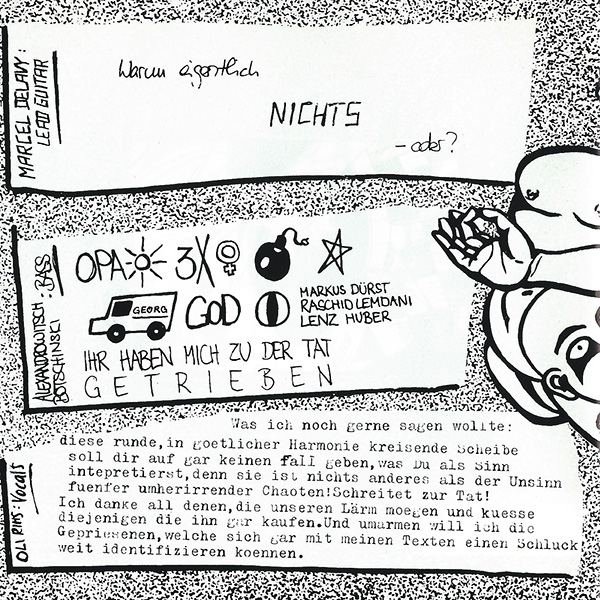 MARCEL DELAVY:
LEAD GUITAR
Warum eigentlich
NICHTS
- oder?
ALEXANDROWITSCH : BASS
BOTSCHINSKI
OPA 3X
GEORG
GOD
MARKUS DÜRST
RASCHID LEMDANI
LENZ HUBER
IHR HABEN MICH ZU DER TAT
GETRIEBEN
OLI RIMS: Vocals
Was ich noch gerne sagen wollte:
diese runde,in goetlicher Harmonie kreisende Scheibe
soll dir auf gar keinen fall geben,was Du als Sinn
intepretierst,denn sie ist nichts anderes als der Unsinn
fuenfer umherirrender Chaoten!Schreitet zur Tat!
Ich danke all denen,die unseren Lärm moegen und kuesse
diejenigen die ihn gar kaufen.Und umarmen will ich die
Gepriesenen,welche sich gar mit meinen Texten einen Schluck
weit identifizieren koennen.